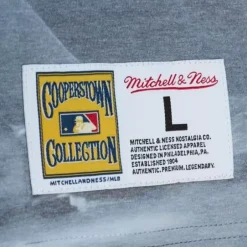 COOPERSTOWN
COLLECTION
MITCHELLANDNESS/MLB
Mitchell & Ness
L
MITCHELL & NESS NOSTALGIA CO.
AUTHENTIC LICENSED APPAREL
DESIGNED IN PHILADELPHIA, PA.
ESTABLISHED 1904
AUTHENTIC. PREMIUM. LEGENDARY.